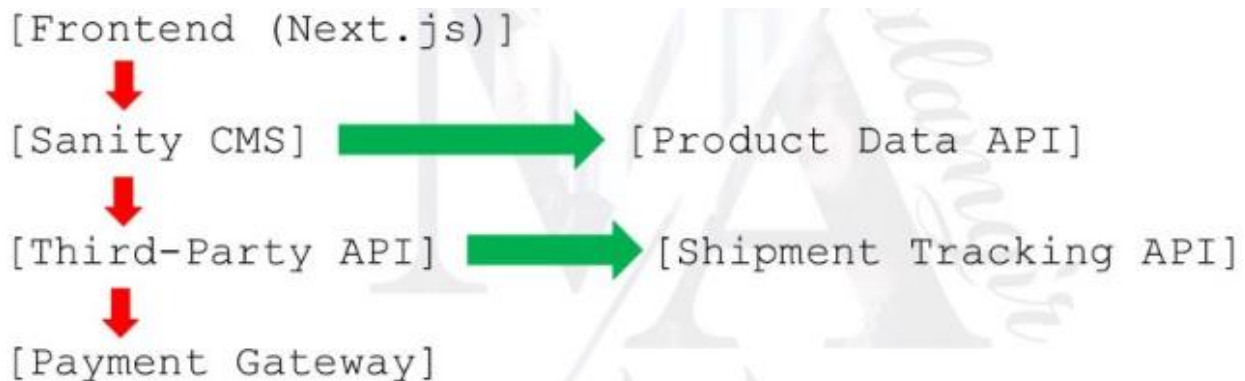 [Frontend (Next.js)]
[Sanity CMS] [Product Data API]
[Third-Party API] [Shipment Tracking API]
[Payment Gateway]